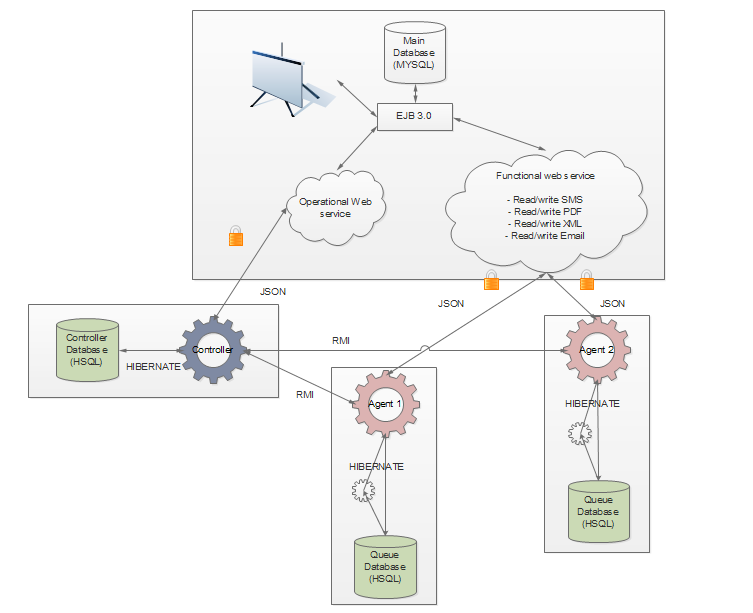 Main
Database
(MYSQL)
EJB 3.0
Functional web service
- Read/write SMS
- Read/write PDF
- Read/write XML
- Read/write Email
Operational Web
service
JSON
JSON
JSON
Controller
Database
(HSQL)
HIBERNATE
Controller
RMI
RMI
Agent 2
Agent 1
HIBERNATE
HIBERNATE
Queue
Database
(HSQL)
Queue
Database
(HSQL)